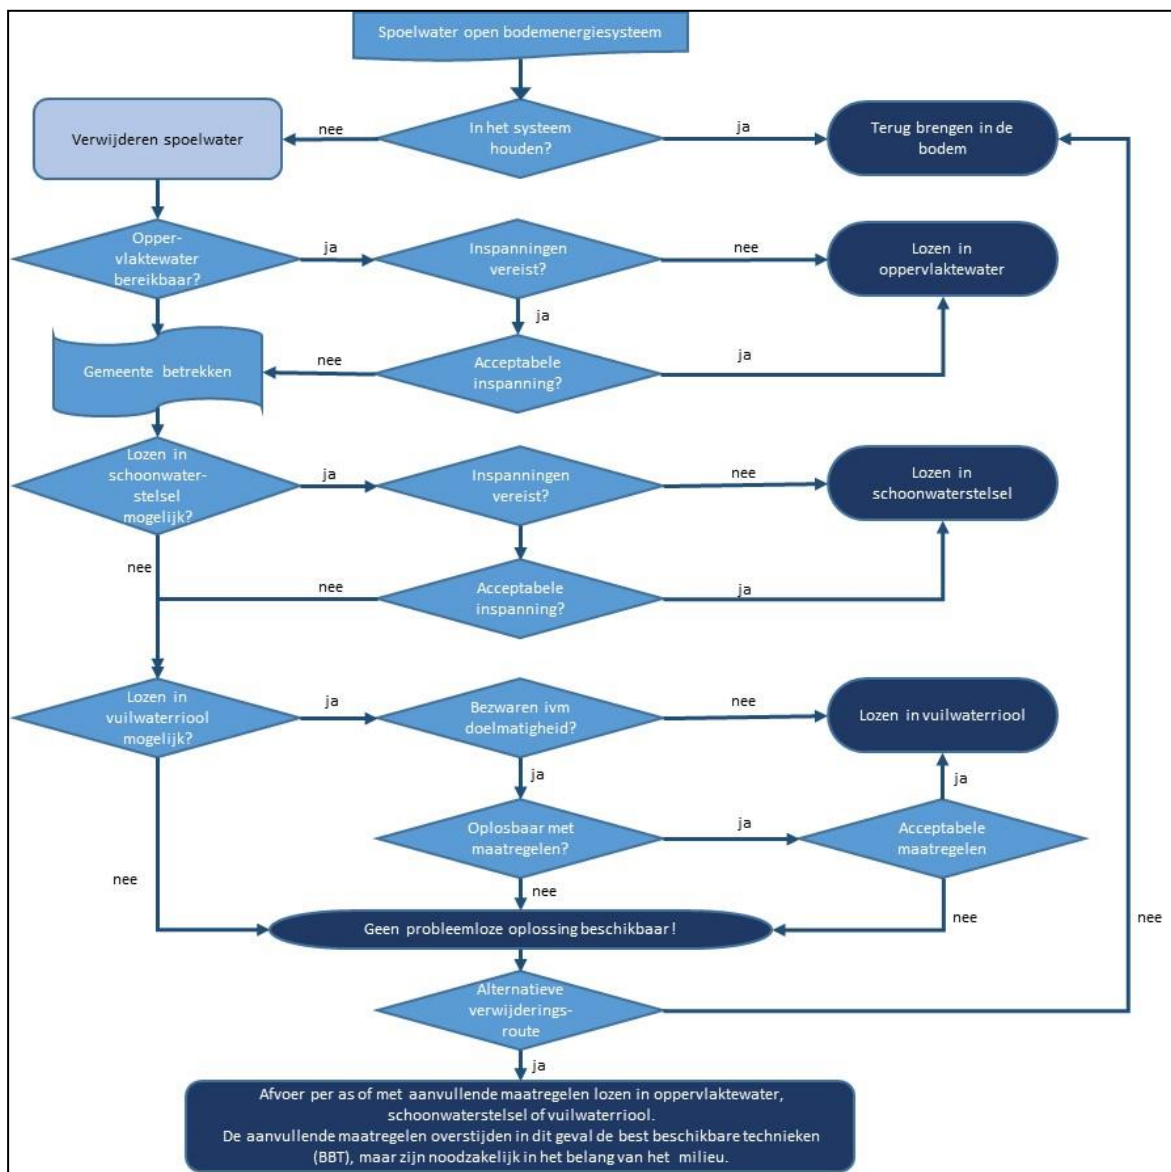 Spoelwater open bodemenergiesysteem
Verwijderen spoelwater
nee
In het systeem
houden?
ja
Terug brengen in de
bodem
Opper-
vlaktewater
bereikbaar?
ja
Inspanningen
vereist?
nee
Lozen in
oppervlaktewater
ja
Gemeente betrekken
nee
Acceptabele
inspanning?
ja
Lozen in
schoonwater-
stelsel
mogelijk?
ja
Inspanningen
vereist?
nee
Lozen in
schoonwaterstelsel
nee
nee
Acceptabele
inspanning?
ja
Lozen in
vuilwaterriool
mogelijk?
ja
Bezwaren ivm
doelmatigheid?
nee
Lozen in vuilwaterriool
ja
ja
Oplosbaar met
maatregelen?
ja
Acceptabele
maatregelen
nee
nee
nee
nee
Geen probleemloze oplossing beschikbaar!
Alternatieve
verwijderings-
route
ja
Afvoer per as of met aanvullende maatregelen lozen in oppervlaktewater,
schoonwaterstelsel of vuilwaterriool.
De aanvullende maatregelen overstijden in dit geval de best beschikbare technieken
(BBT), maar zijn noodzakelijk in het belang van het milieu.